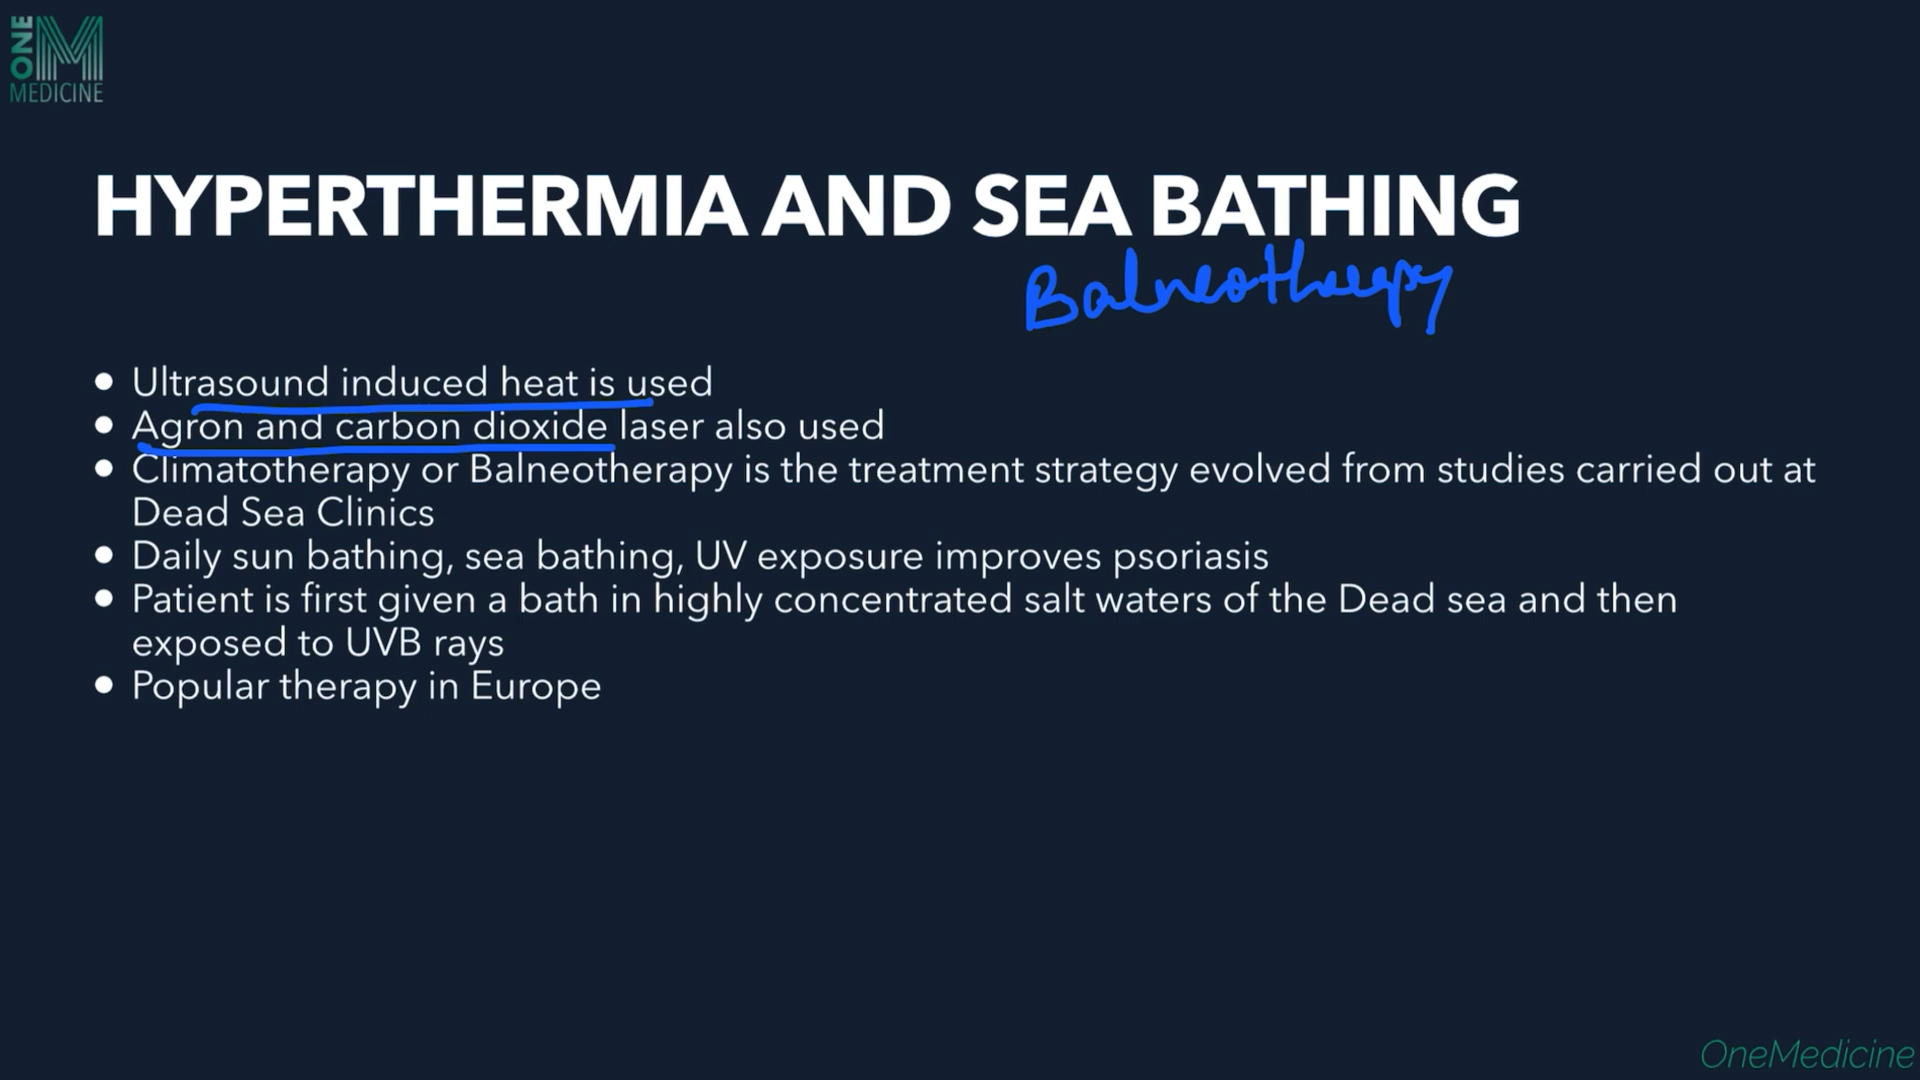 ONE
M
MEDICINE
HYPERTHERMIA AND SEA BATHING
Balneotherapy
• Ultrasound induced heat is used
• Agron and carbon dioxide laser also used
• Climatotherapy or Balneotherapy is the treatment strategy evolved from studies carried out at
Dead Sea Clinics
• Daily sun bathing, sea bathing, UV exposure improves psoriasis
• Patient is first given a bath in highly concentrated salt waters of the Dead sea and then
exposed to UVB rays
• Popular therapy in Europe
OneMedicine